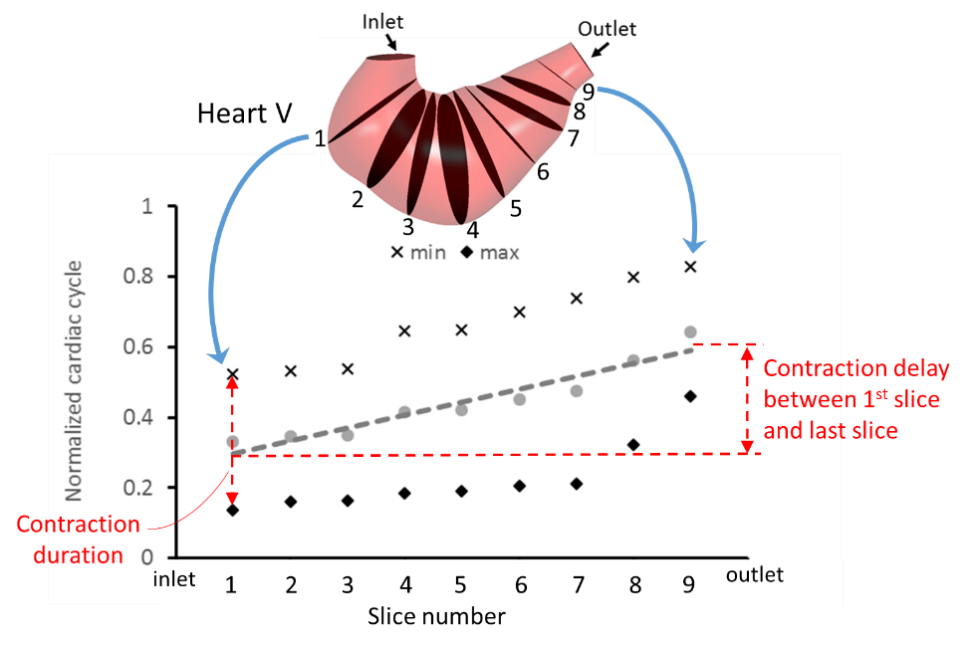 Inlet
Outlet
Heart V
1
2
3
4
5
6
7
8
9
min
max
Normalized cardiac cycle
1
0.8
0.6
0.4
0.2
0
Contraction delay
between 1st slice
and last slice
Contraction
duration
inlet
1 2 3 4 5 6 7 8 9
outlet
Slice number